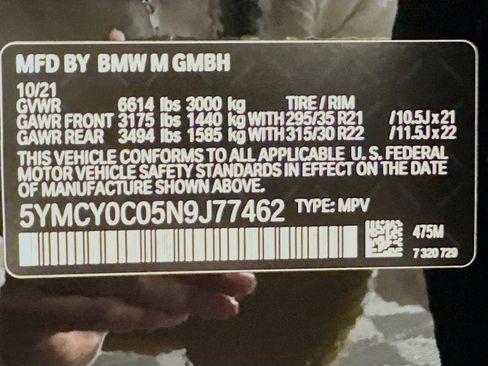 MFD BY BMW M GMBH
10/21
GVWR 6614 lbs 3000 kg TIRE / RIM
GAWR FRONT 3175 lbs 1440 kg WITH 295/35 R21 /10.5J x 21
GAWR REAR 3494 lbs 1585 kg WITH 315/30 R22 /11.5J x 22
THIS VEHICLE CONFORMS TO ALL APPLICABLE U. S. FEDERAL
MOTOR VEHICLE SAFETY STANDARDS IN EFFECT ON THE DATE
OF MANUFACTURE SHOWN ABOVE.
5YMCY0C05N9J77462 TYPE: MPV
475M
7 320 729